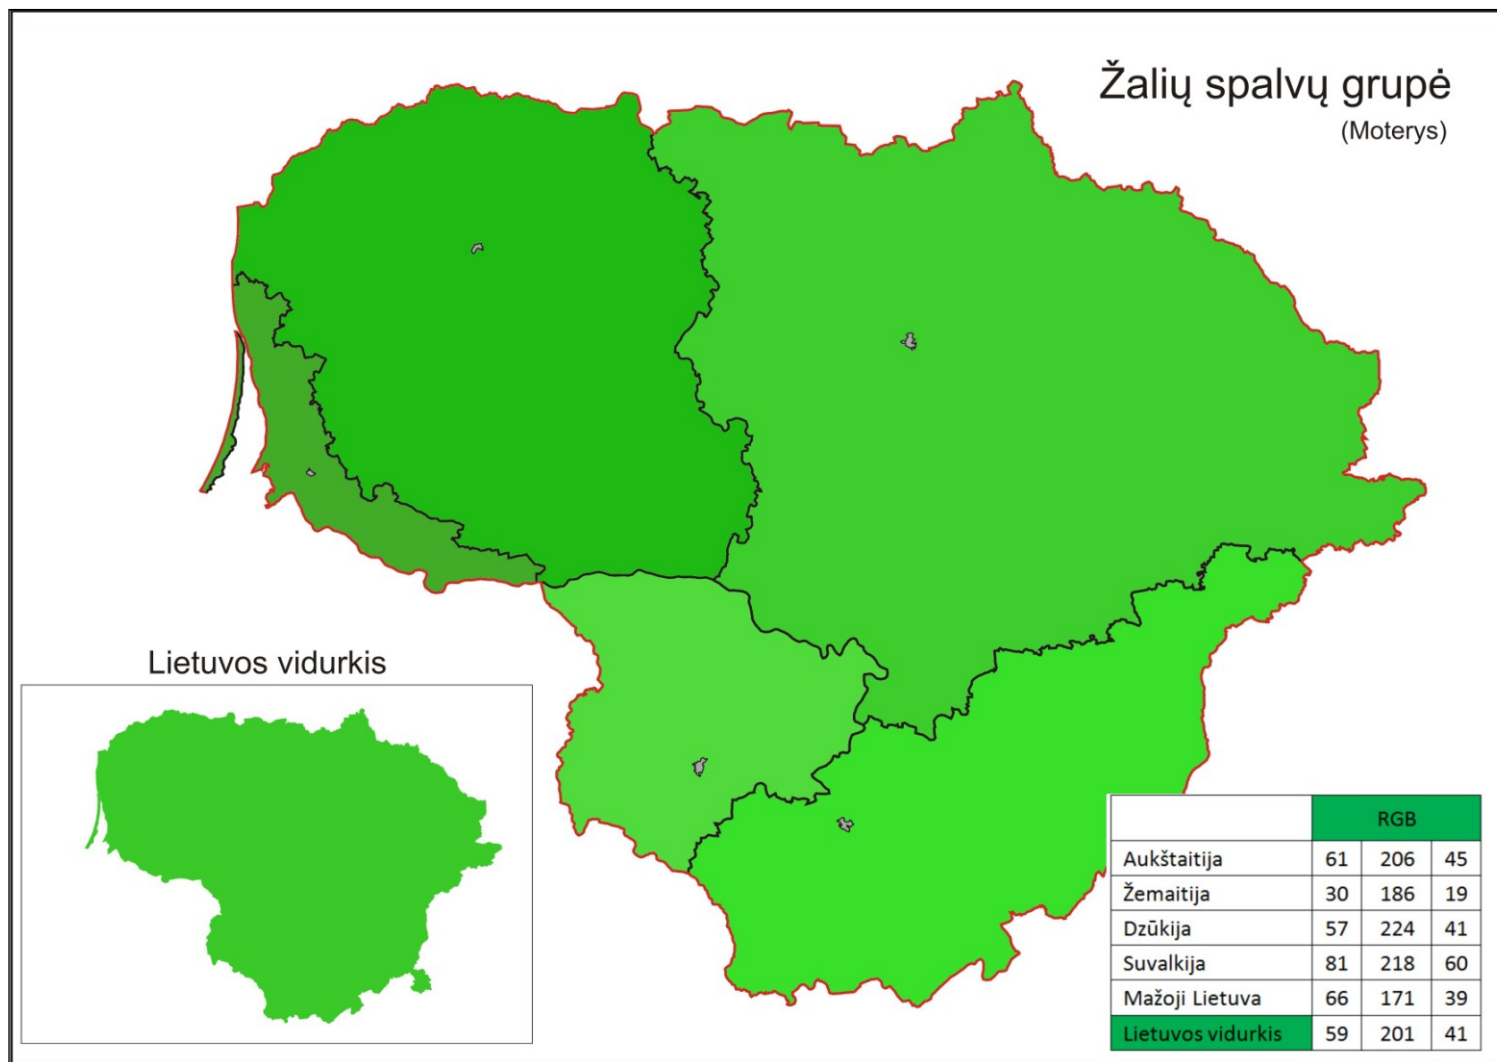 Žalių spalvų grupė
(Moterys)
Lietuvos vidurkis
RGB
Aukštaitija 61 206 45
Žemaitija 30 186 19
Dzūkija 57 224 41
Suvalkija 81 218 60
Mažoji Lietuva 66 171 39
Lietuvos vidurkis 59 201 41